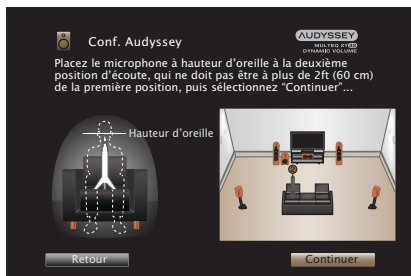 Conf. Audyssey
AUDYSSEY
MULTEQ XT32
DYNAMIC VOLUME
Placez le microphone à hauteur d'oreille à la deuxième
position d'écoute, qui ne doit pas être à plus de 2ft (60 cm)
de la première position, puis sélectionnez “Continuer”...
Hauteur d'oreille
Retour
Continuer